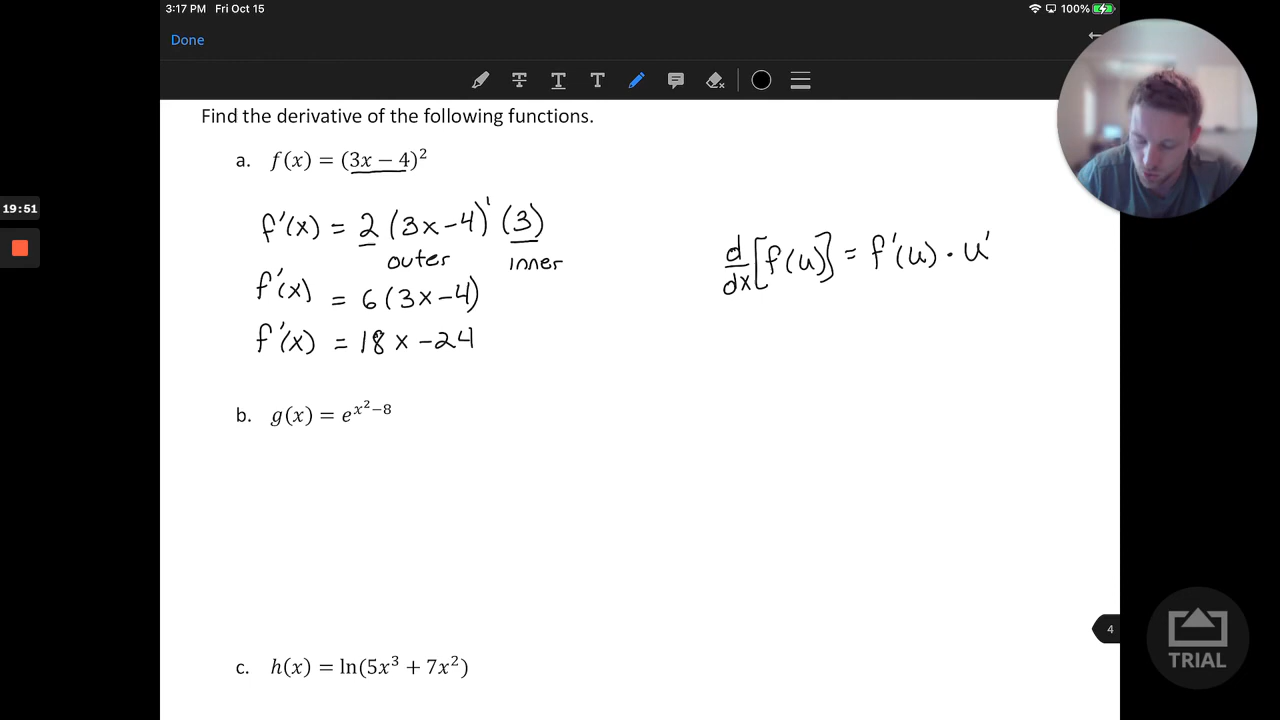 3:17 PM Fri Oct 15 100%
Done
Find the derivative of the following functions.
a. f(x) = (3x − 4)²
f'(x) = 2 (3x-4)' (3)
outer inner
d/dx [f(u)] = f'(u) · u'
f'(x) = 6(3x-4)
f'(x) = 18x -24
b. g(x) = e^{x²−8}
c. h(x) = ln(5x³ + 7x²)
19:51
4
TRIAL